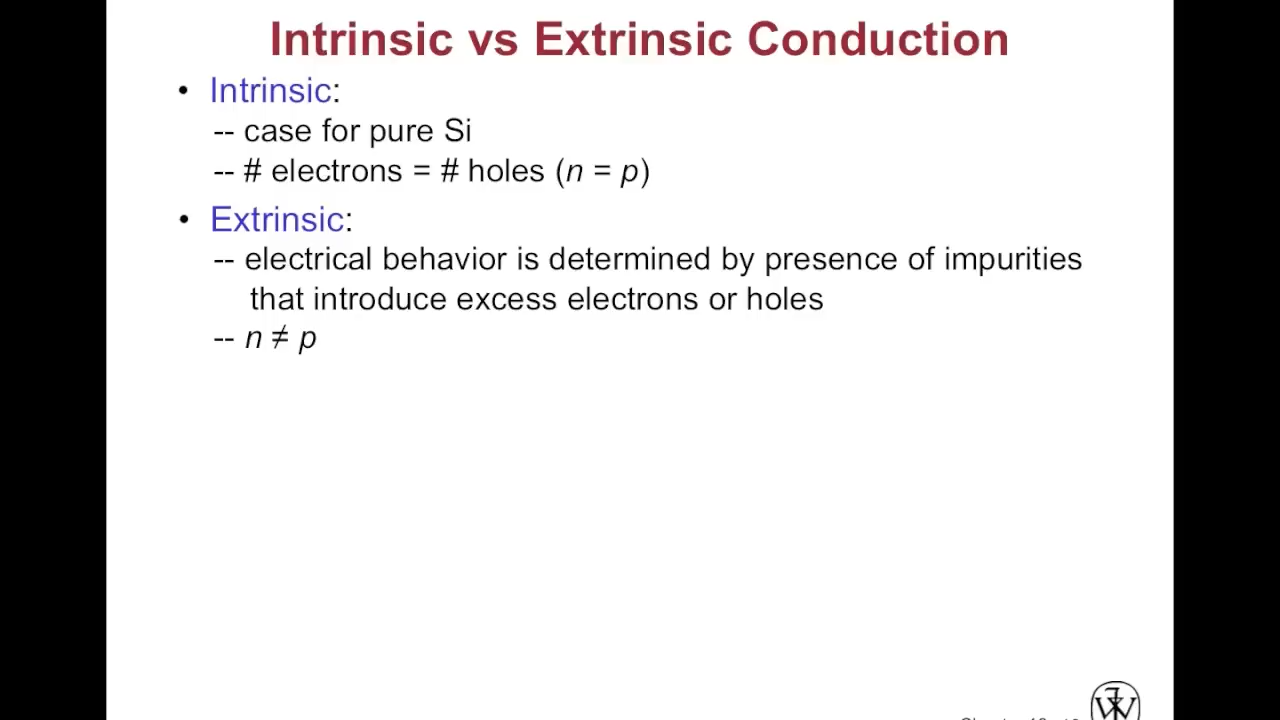 Intrinsic vs Extrinsic Conduction
• Intrinsic:
-- case for pure Si
-- # electrons = # holes (n = p)
• Extrinsic:
-- electrical behavior is determined by presence of impurities
that introduce excess electrons or holes
-- n ≠ p